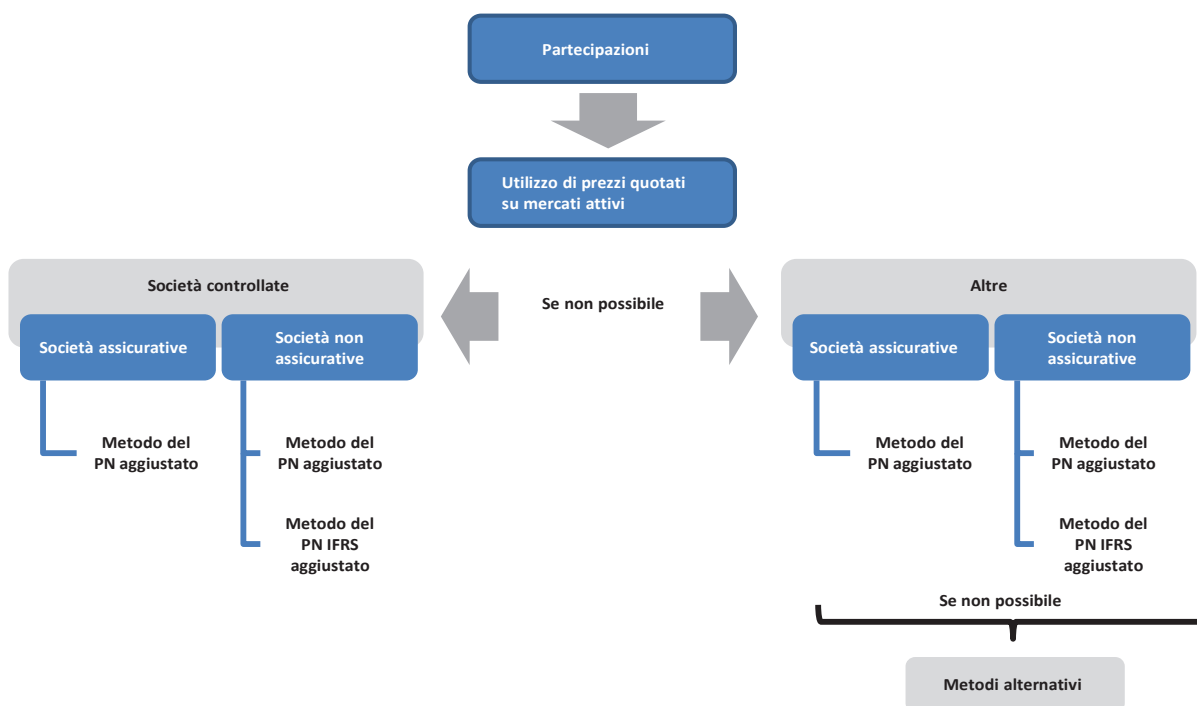 Partecipazioni
Utilizzo di prezzi quotati
su mercati attivi
Se non possibile
Società controllate
Società assicurative
Metodo del
PN aggiustato
Società non
assicurative
Metodo del
PN aggiustato
Metodo del
PN IFRS
aggiustato
Altre
Società assicurative
Metodo del
PN aggiustato
Società non
assicurative
Metodo del
PN aggiustato
Metodo del
PN IFRS
aggiustato
Se non possibile
Metodi alternativi